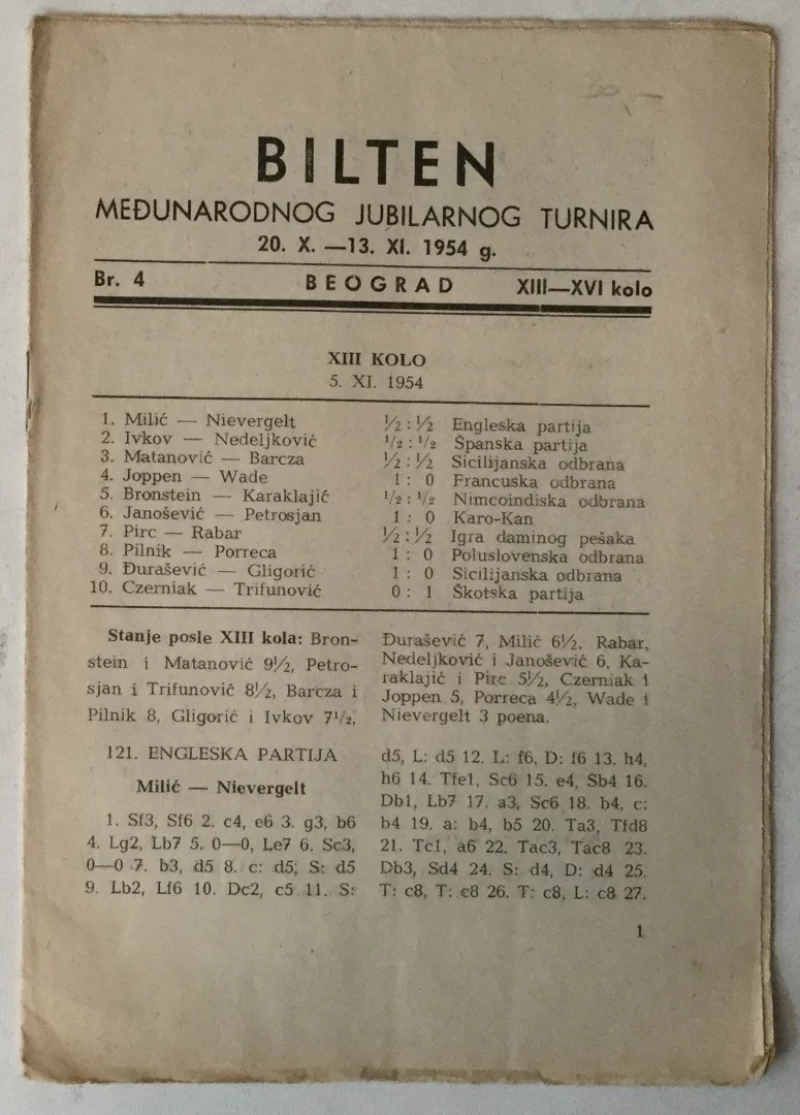 30,—
BILTEN
MEĐUNARODNOG JUBILARNOG TURNIRA
20. X. —13. XI. 1954 g.
Br. 4 BEOGRAD XIII—XVI kolo
XIII KOLO
5. XI. 1954
1. Milić — Nievergelt ½ : ½ Engleska partija
2. Ivkov — Nedeljković ½ : ½ Španska partija
3. Matanović — Barcza ½ : ½ Sicilijanska odbrana
4. Joppen — Wade 1 : 0 Francuska odbrana
5. Bronstein — Karaklajić ½ : ½ Nimcoindiska odbrana
6. Janošević — Petrosjan 1 : 0 Karo-Kan
7. Pirc — Rabar ½ : ½ Igra daminog pešaka
8. Pilnik — Porreca 1 : 0 Poluslovenska odbrana
9. Đurašević — Gligorić 1 : 0 Sicilijanska odbrana
10. Czerniak — Trifunović 0 : 1 Škotska partija
Stanje posle XIII kola: Bron-
stein i Matanović 9½, Petro-
sjan i Trifunović 8½, Barcza i
Pilnik 8, Gligorić i Ivkov 7½,
Đurašević 7, Milić 6½, Rabar,
Nedeljković i Janošević 6, Ka-
raklajić i Pirc 5½, Czerniak i
Joppen 5, Porreca 4½, Wade i
Nievergelt 3 poena.
121. ENGLESKA PARTIJA
Milić — Nievergelt
1. Sf3, Sf6 2. c4, e6 3. g3, b6
4. Lg2, Lb7 5. 0—0, Le7 6. Sc3,
0—0 7. b3, d5 8. c: d5, S: d5
9. Lb2, Lf6 10. Dc2, c5 11. S:
d5, L: d5 12. L: f6, D: f6 13. h4,
h6 14. Tfe1, Sc6 15. e4, Sb4 16.
Db1, Lb7 17. a3, Sc6 18. b4, c:
b4 19. a: b4, b5 20. Ta3, Tfd8
21. Tc1, a6 22. Tac3, Tac8 23.
Db3, Sd4 24. S: d4, D: d4 25.
T: c8, T: c8 26. T: c8, L: c8 27.
1